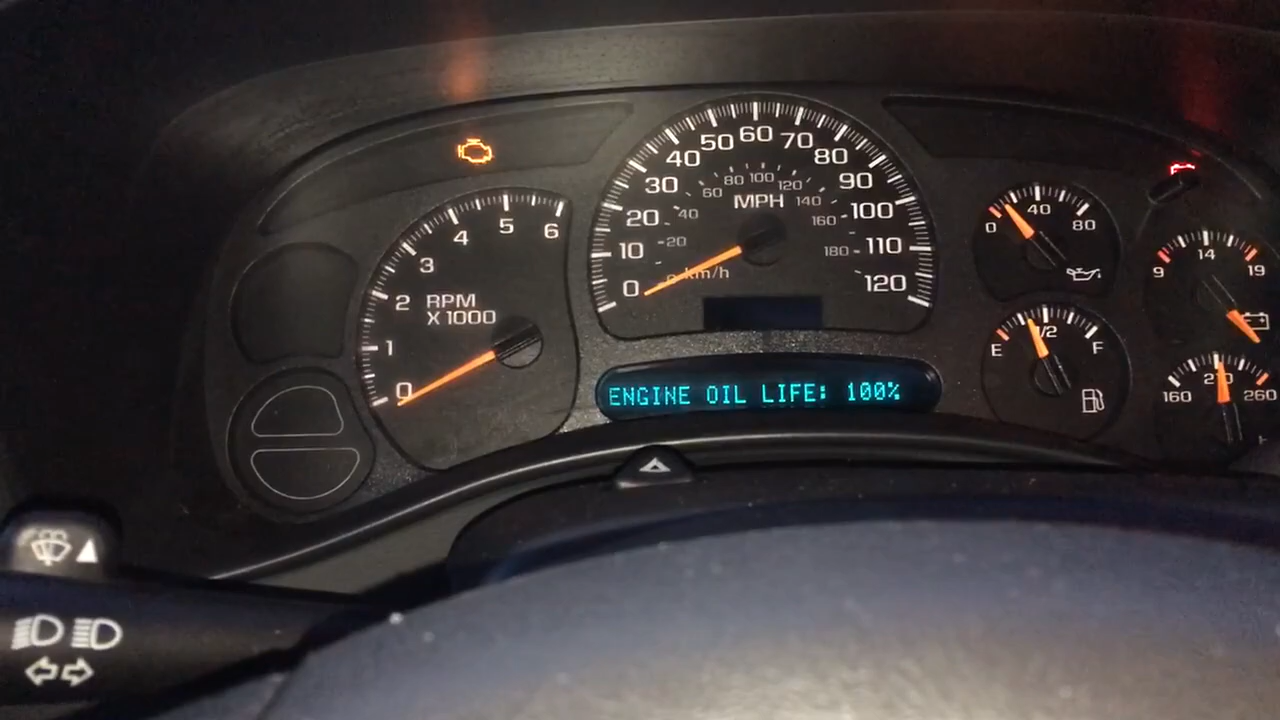 50 60 70
40 80
30 90
20 100
10 110
0 120
60 80 100 120
40 140
20 160
0 180
MPH
km/h
4 5 6
3
2
1
0
RPM
X 1000
ENGINE OIL LIFE: 100%
0 40 80
E 1/2 F
9 14 19
160 210 260